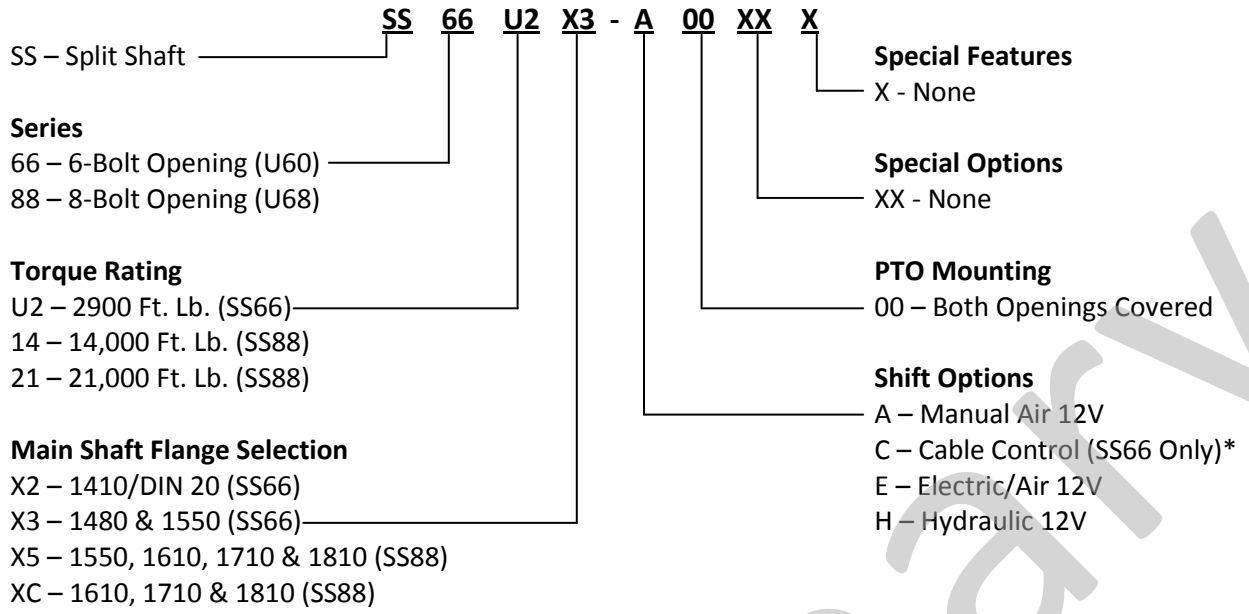 SS 66 U2 X3 - A 00 XX X
SS – Split Shaft
Series
66 – 6-Bolt Opening (U60)
88 – 8-Bolt Opening (U68)
Torque Rating
U2 – 2900 Ft. Lb. (SS66)
14 – 14,000 Ft. Lb. (SS88)
21 – 21,000 Ft. Lb. (SS88)
Main Shaft Flange Selection
X2 – 1410/DIN 20 (SS66)
X3 – 1480 & 1550 (SS66)
X5 – 1550, 1610, 1710 & 1810 (SS88)
XC – 1610, 1710 & 1810 (SS88)
Special Features
X - None
Special Options
XX - None
PTO Mounting
00 – Both Openings Covered
Shift Options
A – Manual Air 12V
C – Cable Control (SS66 Only)*
E – Electric/Air 12V
H – Hydraulic 12V